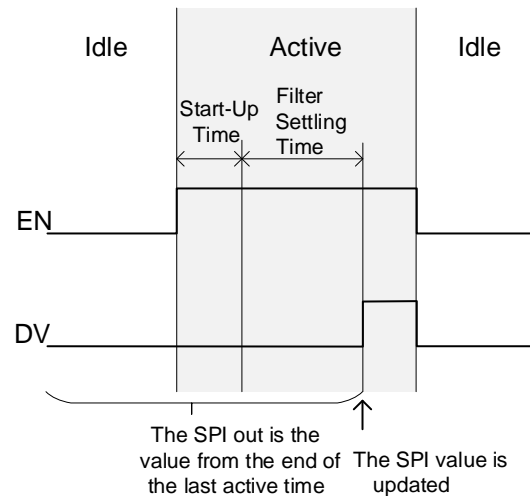 Idle
Active
Idle
Start-Up
Time
Filter
Settling
Time
EN
DV
The SPI out is the
value from the end of
the last active time
The SPI value is
updated